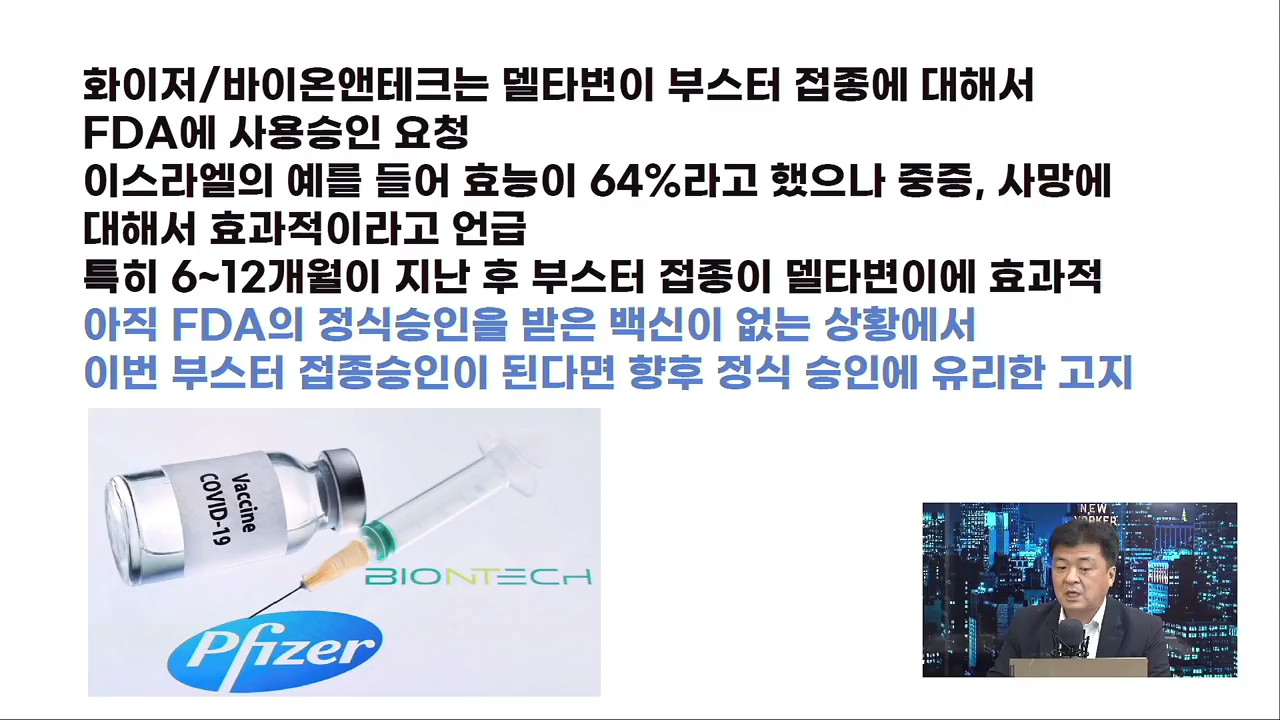 화이저/바이온앤테크는 델타변이 부스터 접종에 대해서
FDA에 사용승인 요청
이스라엘의 예를 들어 효능이 64%라고 했으나 중증, 사망에
대해서 효과적이라고 언급
특히 6~12개월이 지난 후 부스터 접종이 델타변이에 효과적
아직 FDA의 정식승인을 받은 백신이 없는 상황에서
이번 부스터 접종승인이 된다면 향후 정식 승인에 유리한 고지
Vaccine
COVID-19
BIONTECH
Pfizer
NEW
YORKER